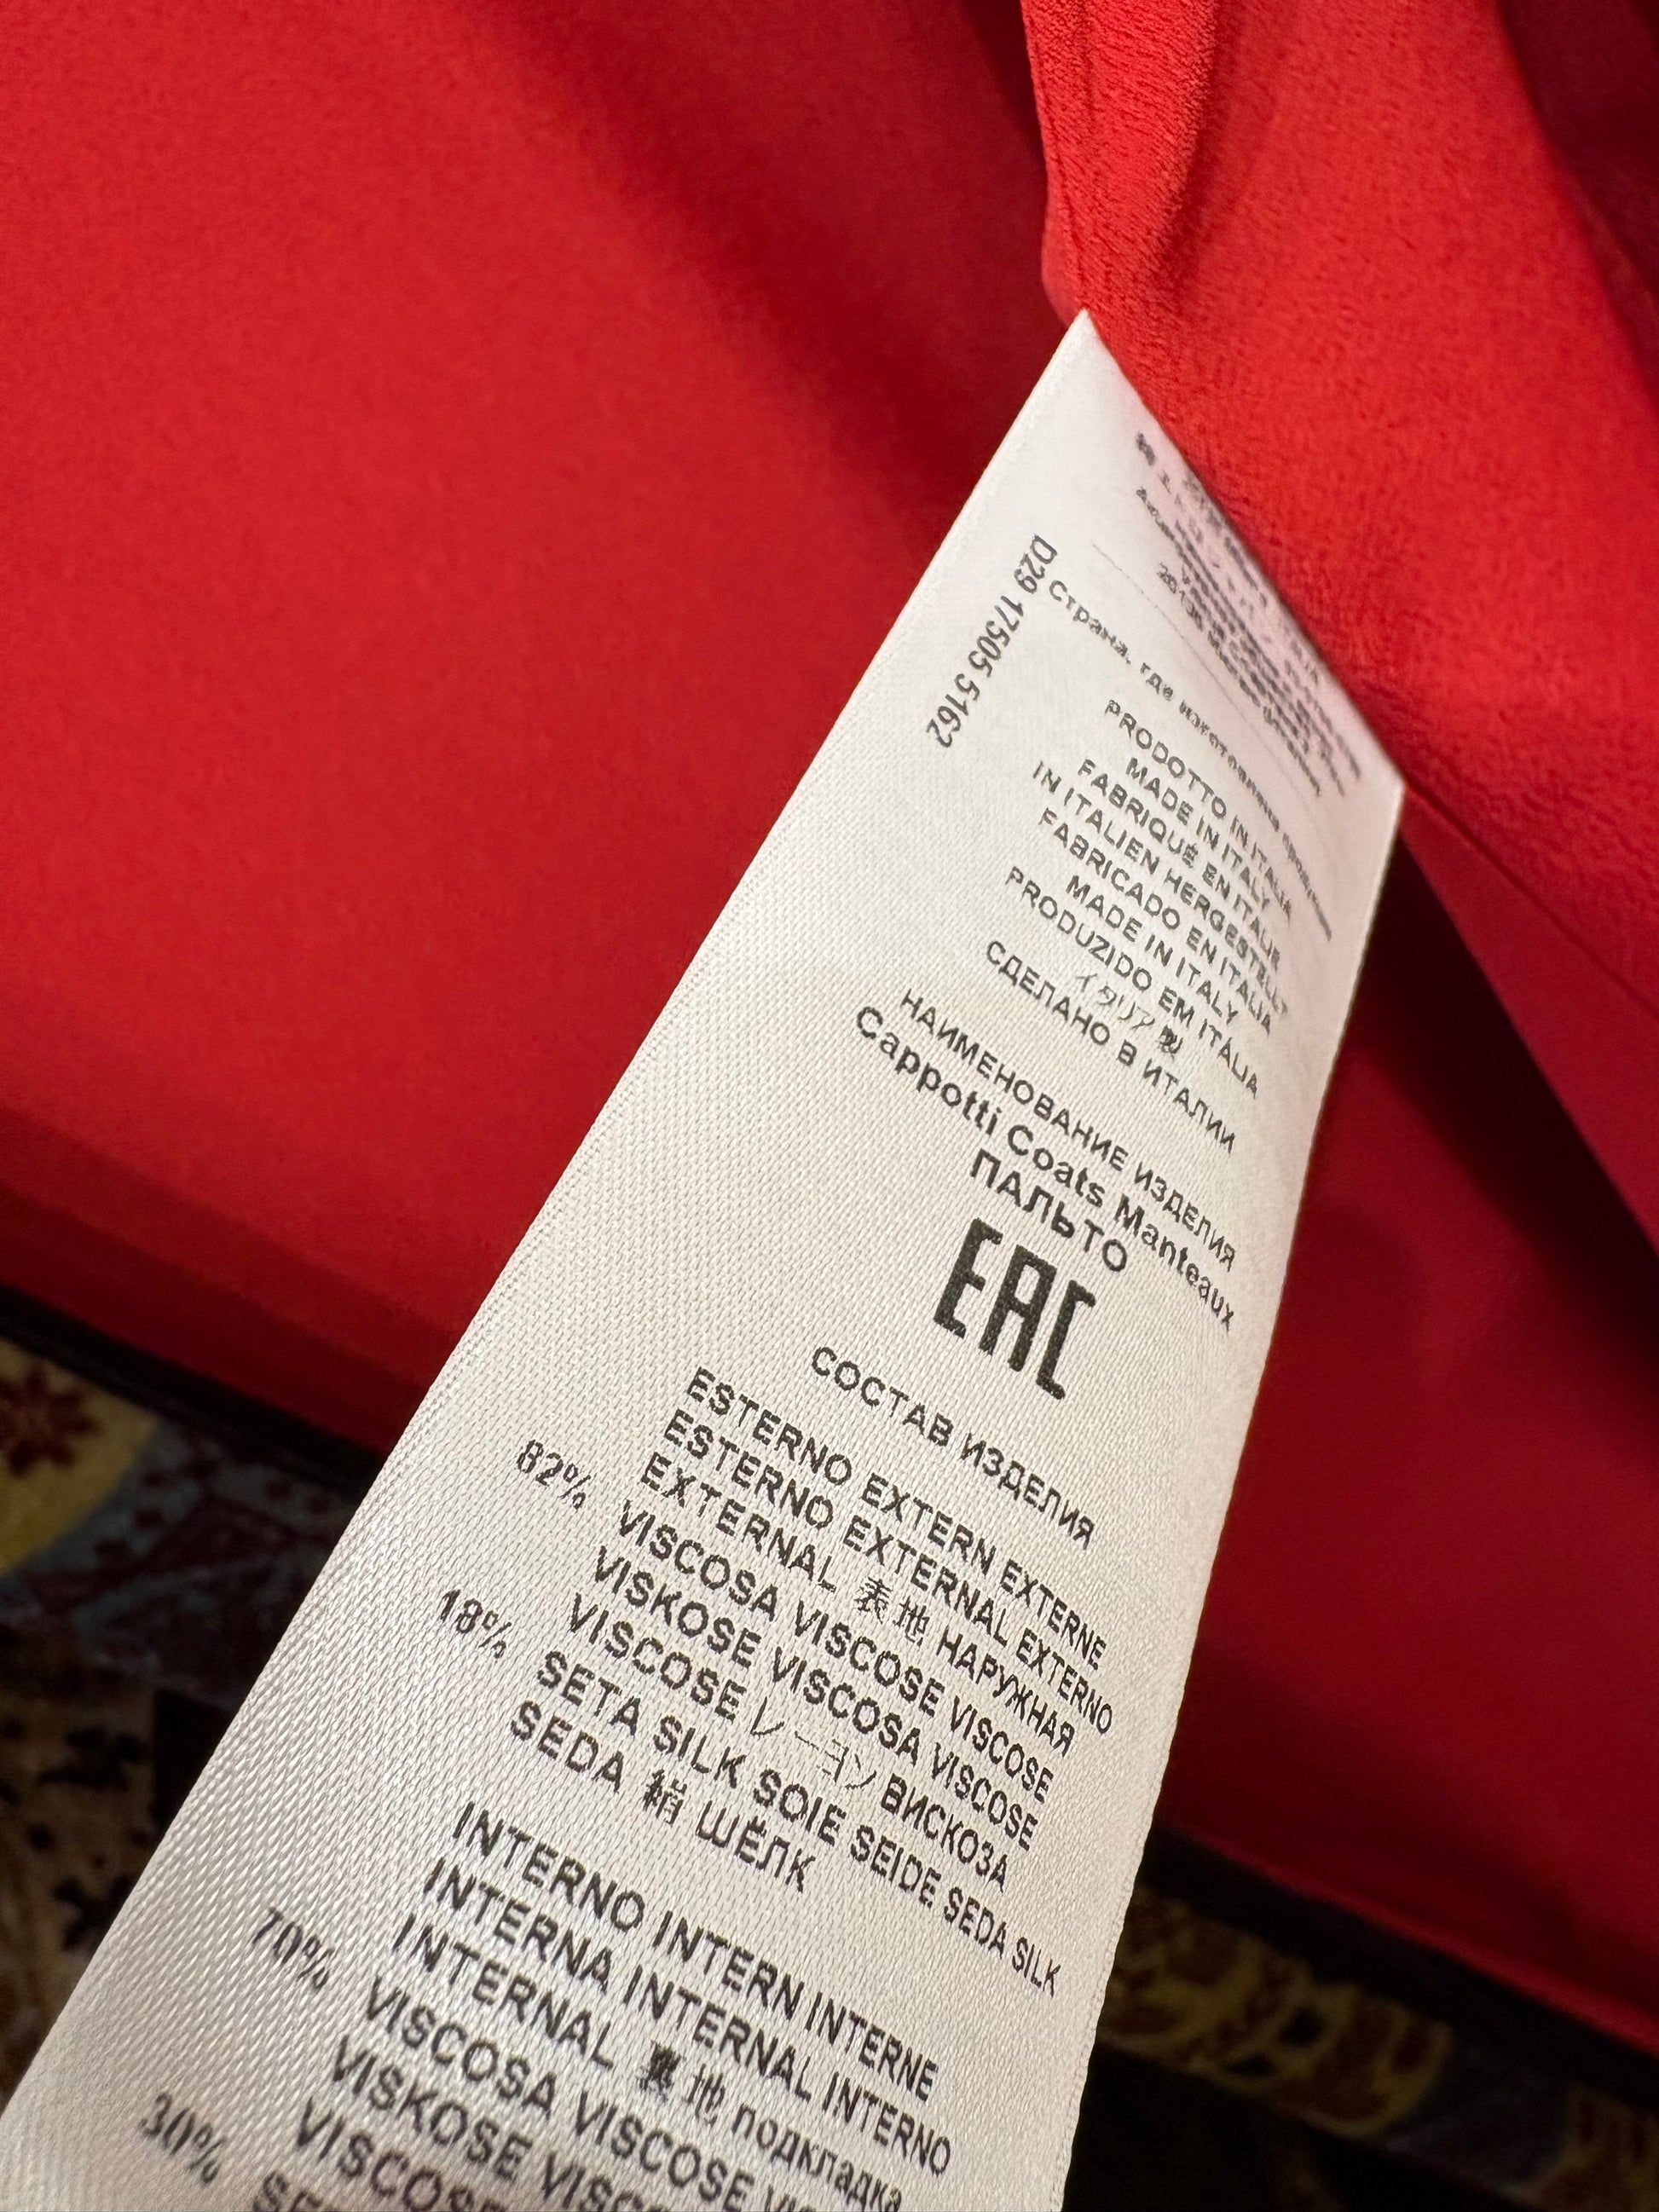 D29 17505 5162
Страна, где изготовлена
PRODOTTO IN ITALIA
MADE IN ITALY
FABRIQUÉ EN ITALIE
IN ITALIEN HERGESTELLT
FABRICADO EN ITALIA
MADE IN ITALY
PRODUZIDO EM ITÁLIA
イタリア製
СДЕЛАНО В ИТАЛИИ
НАИМЕНОВАНИЕ ИЗДЕЛИЯ
Cappotti Coats Manteaux
ПАЛЬТО
EAC
СОСТАВ ИЗДЕЛИЯ
ESTERNO EXTERN EXTERNE
ESTERNO EXTERNAL EXTERNO
EXTERNAL 表地 НАРУЖНАЯ
82% VISCOSA VISCOSE VISCOSE
VISKOSE VISCOSA VISCOSE
VISCOSE レーヨン ВИСКОЗА
18% SETA SILK SOIE SEIDE SEDA SILK
SEDA 絹 ШЁЛК
INTERNO INTERN INTERNE
INTERNA INTERNAL INTERNO
INTERNAL 裏地 подкладка
70% VISCOSA VISCOSE
VISKOSE
VISCOSE
30%